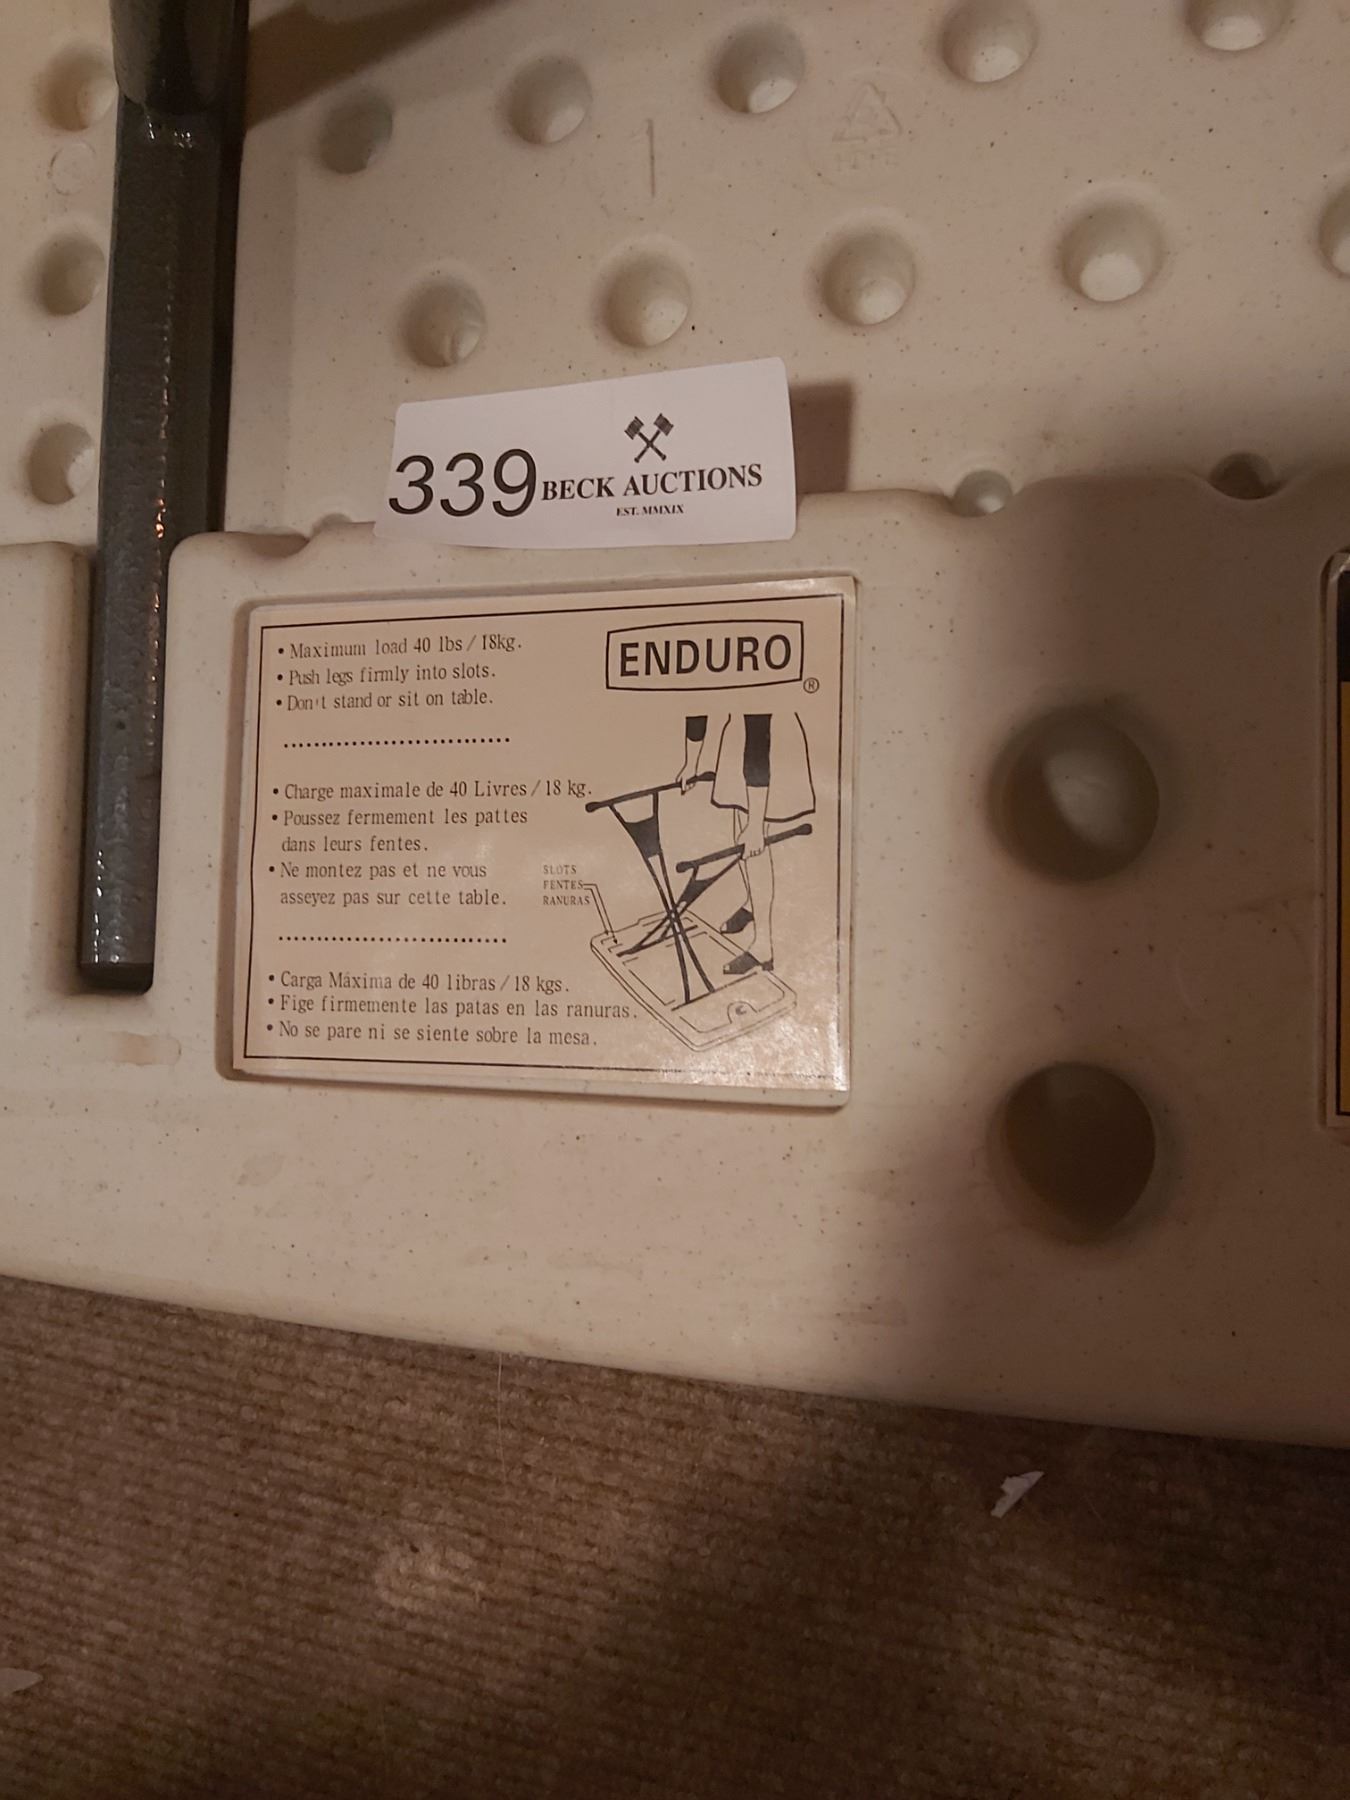 339
BECK AUCTIONS
EST. MMXIX
• Maximum load 40 lbs / 18kg.
• Push legs firmly into slots.
• Don't stand or sit on table.
ENDURO
®
• Charge maximale de 40 Livres / 18 kg.
• Poussez fermement les pattes
dans leurs fentes.
• Ne montez pas et ne vous
asseyez pas sur cette table.
SLOTS
FENTES
RANURAS
• Carga Máxima de 40 libras / 18 kgs.
• Fige firmemente las patas en las ranuras.
• No se pare ni se siente sobre la mesa.